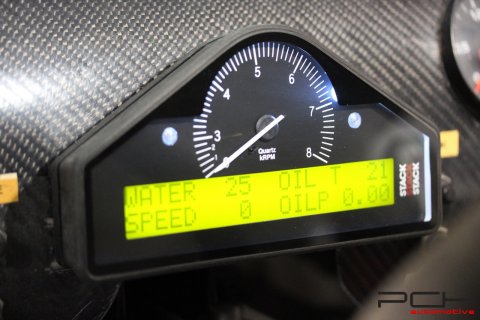 5
6
4
7
3
2
1
8
Quartz
kRPM
WATER 25 OIL T 21
SPEED 0 OILP 0.00
STACK
STACK
PCH
automotive